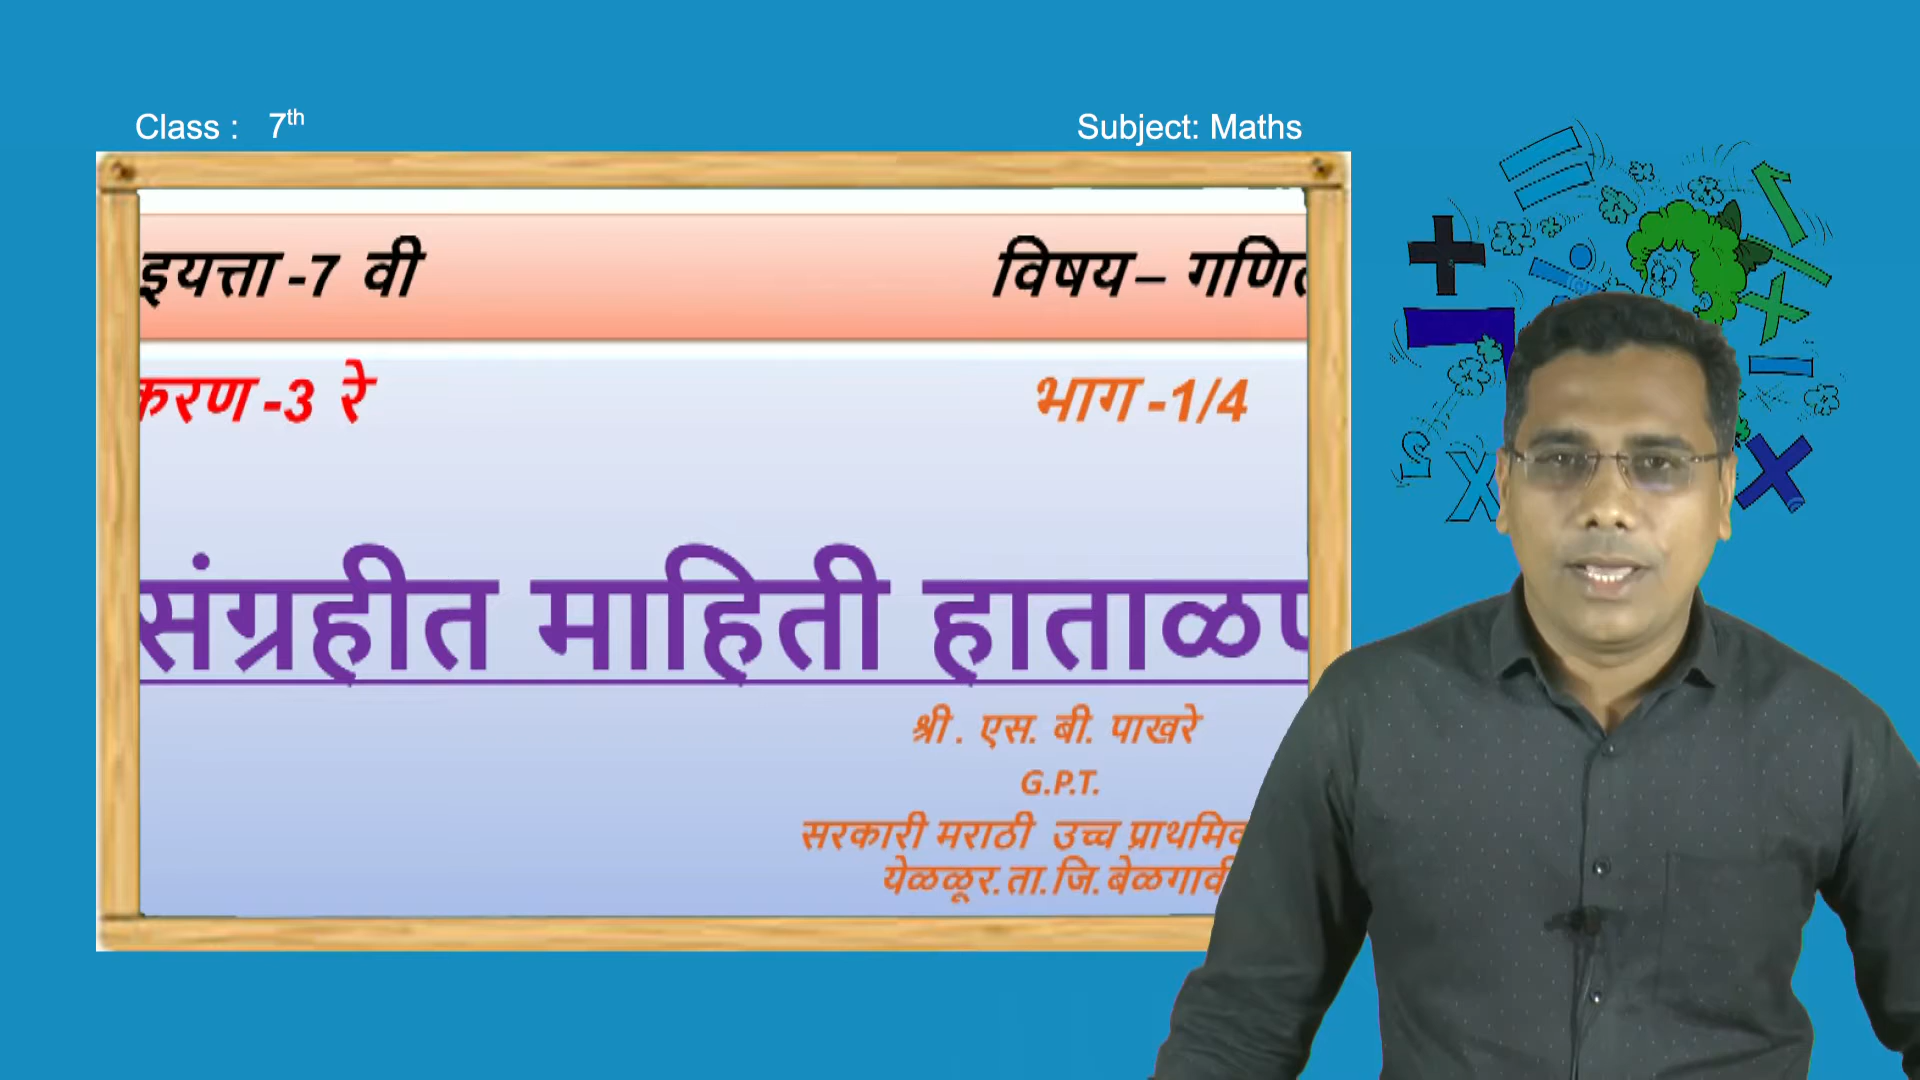 Class : 7th Subject: Maths
इयत्ता -7 वी विषय – गणित
करण -3 रे भाग -1/4
संग्रहीत माहिती
श्री . एस. बी. पाखरे
G.P.T.
सरकारी मराठी उच्च
येळळूर.ता.जि.बेळगावी